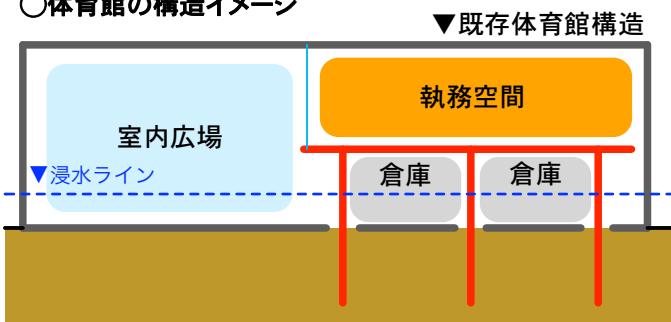 ○体育館の構造イメージ
▼既存体育館構造
執務空間
室内広場
▼浸水ライン
倉庫
倉庫